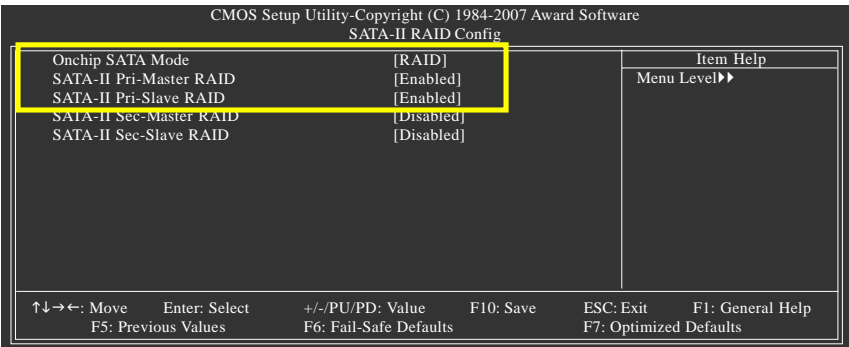 CMOS Setup Utility-Copyright (C) 1984-2007 Award Software
SATA-II RAID Config
Onchip SATA Mode [RAID]
SATA-II Pri-Master RAID [Enabled]
SATA-II Pri-Slave RAID [Enabled]
SATA-II Sec-Master RAID [Disabled]
SATA-II Sec-Slave RAID [Disabled]
Item Help
Menu Level▶▶
↑↓→←: Move Enter: Select +/-/PU/PD: Value F10: Save ESC: Exit F1: General Help
F5: Previous Values F6: Fail-Safe Defaults F7: Optimized Defaults